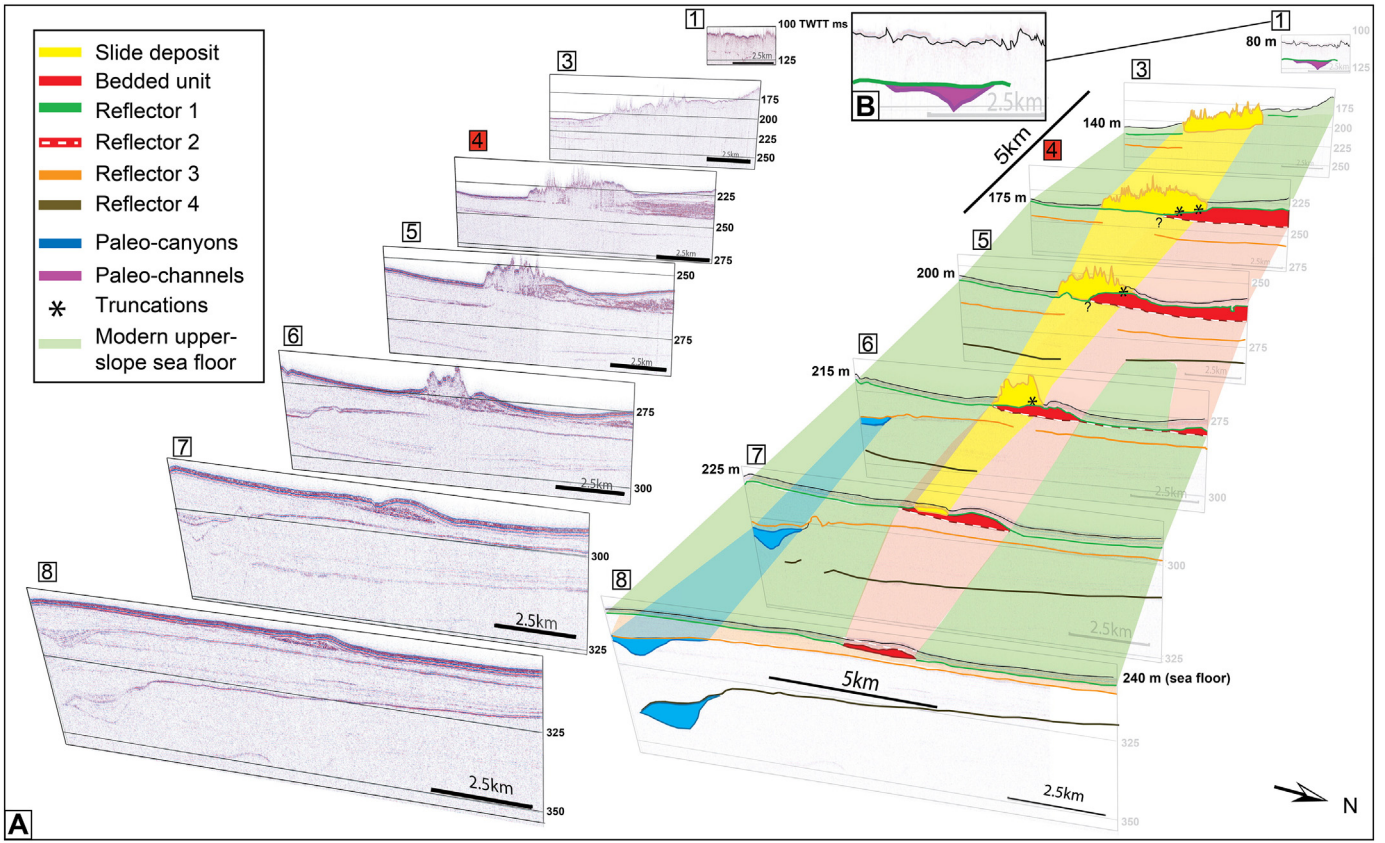 Slide deposit
Bedded unit
Reflector 1
Reflector 2
Reflector 3
Reflector 4
Paleo-canyons
Paleo-channels
* Truncations
Modern upper-
slope sea floor
1
100 TWTT ms
2.5km
125
3
175
200
225
2.5km
250
4
225
250
2.5km
275
5
250
275
2.5km
6
275
2.5km
300
7
300
2.5km
325
8
325
2.5km
350
A
B
2.5km
1
100
80 m
2.5km
125
3
175
140 m
200
225
250
5km
4
175 m
225
* *
?
250
2.5km
275
5
200 m
250
*
?
275
2.5km
6
215 m
*
275
2.5km
300
7
225 m
300
2.5km
325
8
240 m (sea floor)
5km
325
2.5km
350
N